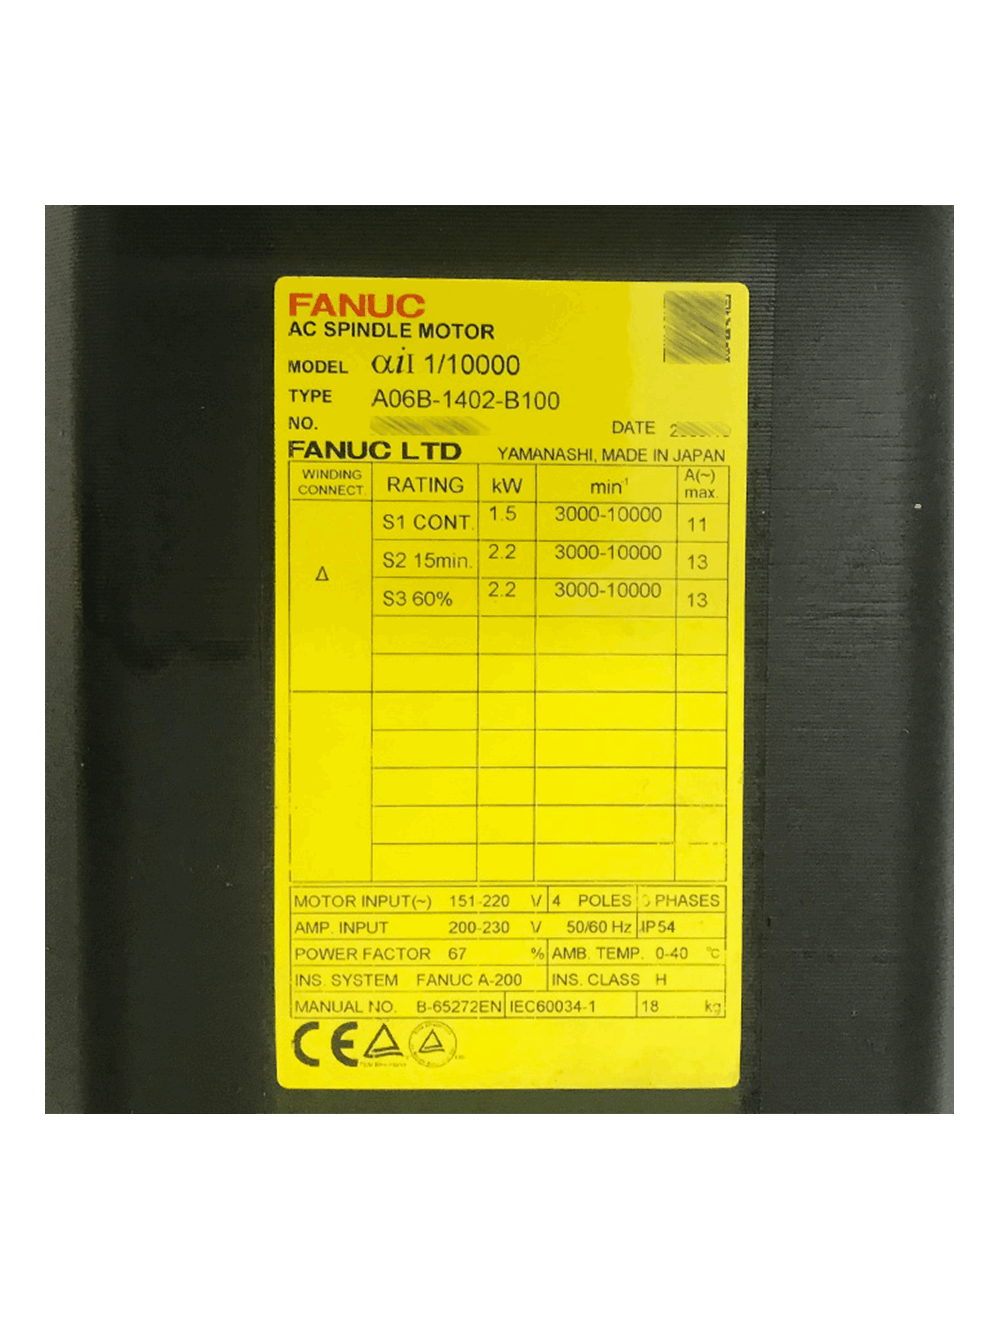 FANUC
AC SPINDLE MOTOR
MODEL αiI 1/10000
TYPE A06B-1402-B100
NO. DATE
FANUC LTD YAMANASHI, MADE IN JAPAN
WINDING CONNECT. RATING kW min⁻¹ A(~) max.
Δ
S1 CONT. 1.5 3000-10000 11
S2 15min. 2.2 3000-10000 13
S3 60% 2.2 3000-10000 13
MOTOR INPUT(~) 151-220 V 4 POLES 3 PHASES
AMP. INPUT 200-230 V 50/60 Hz IP54
POWER FACTOR 67 % AMB. TEMP. 0-40 °C
INS. SYSTEM FANUC A-200 INS. CLASS H
MANUAL NO. B-65272EN IEC60034-1 18 kg
CE